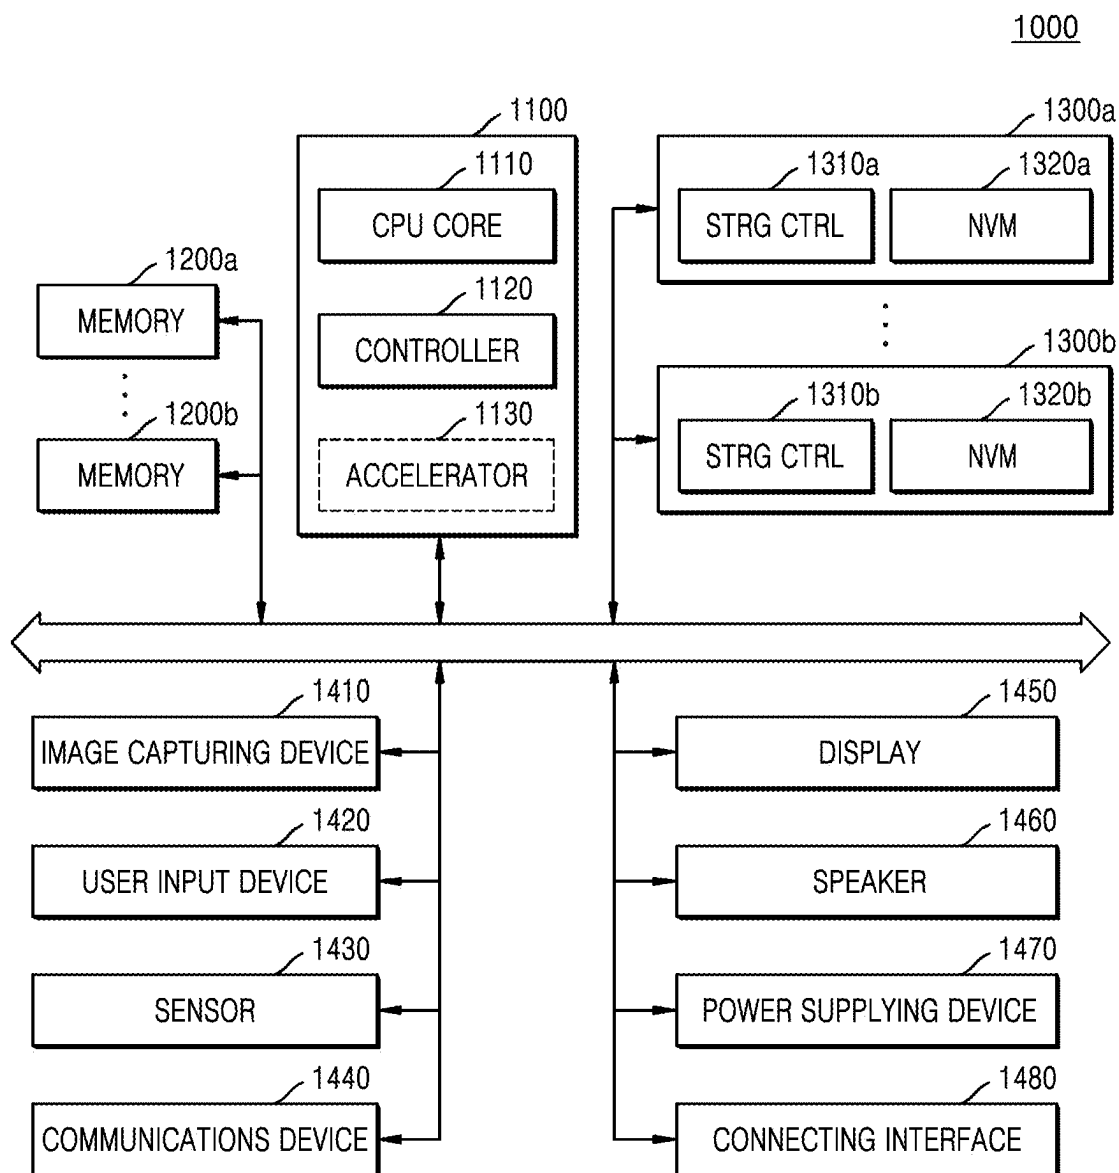 1000
1100
1110
CPU CORE
1120
CONTROLLER
1130
ACCELERATOR
1200a
MEMORY
1200b
MEMORY
1300a
1310a
STRG CTRL
1320a
NVM
1300b
1310b
STRG CTRL
1320b
NVM
1410
IMAGE CAPTURING DEVICE
1420
USER INPUT DEVICE
1430
SENSOR
1440
COMMUNICATIONS DEVICE
1450
DISPLAY
1460
SPEAKER
1470
POWER SUPPLYING DEVICE
1480
CONNECTING INTERFACE